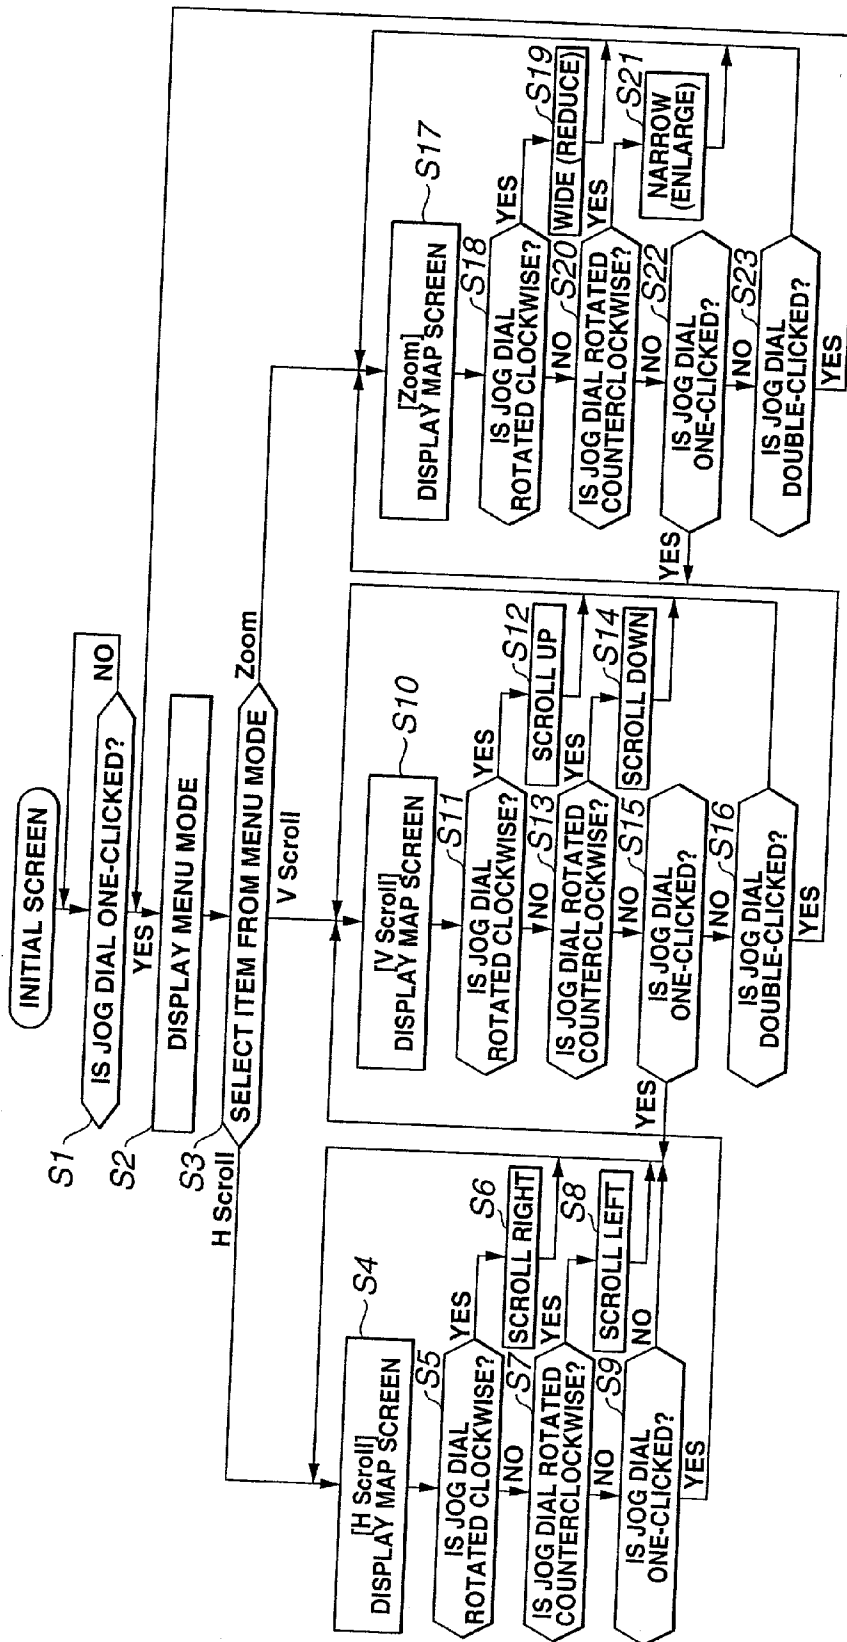 INITIAL SCREEN
S1
IS JOG DIAL ONE-CLICKED?
NO
YES
S2
DISPLAY MENU MODE
S3
SELECT ITEM FROM MENU MODE
H Scroll
V Scroll
Zoom
S4
[H Scroll]
DISPLAY MAP SCREEN
S5
IS JOG DIAL
ROTATED CLOCKWISE?
YES
S6
SCROLL RIGHT
NO
S7
IS JOG DIAL ROTATED
COUNTERCLOCKWISE?
YES
S8
SCROLL LEFT
NO
S9
IS JOG DIAL
ONE-CLICKED?
NO
YES
S10
[V Scroll]
DISPLAY MAP SCREEN
S11
IS JOG DIAL
ROTATED CLOCKWISE?
YES
S12
SCROLL UP
NO
S13
IS JOG DIAL ROTATED
COUNTERCLOCKWISE?
YES
S14
SCROLL DOWN
NO
S15
IS JOG DIAL
ONE-CLICKED?
YES
NO
S16
IS JOG DIAL
DOUBLE-CLICKED?
YES
S17
[Zoom]
DISPLAY MAP SCREEN
S18
IS JOG DIAL
ROTATED CLOCKWISE?
YES
S19
WIDE (REDUCE)
NO
S20
IS JOG DIAL ROTATED
COUNTERCLOCKWISE?
YES
S21
NARROW
(ENLARGE)
NO
S22
IS JOG DIAL
ONE-CLICKED?
YES
NO
S23
IS JOG DIAL
DOUBLE-CLICKED?
YES